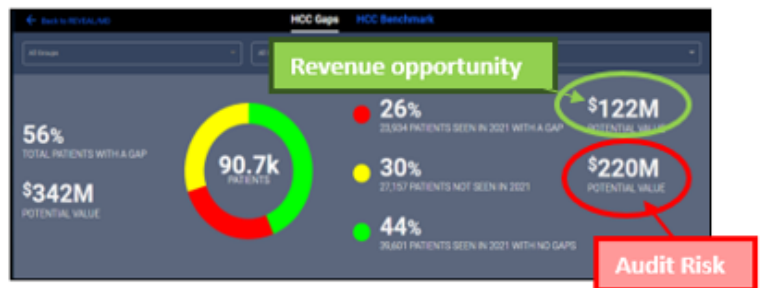 ← Back to REVEAL/MD
HCC Gaps
HCC Benchmark
All Groups
Revenue opportunity
56%
TOTAL PATIENTS WITH A GAP
$342M
POTENTIAL VALUE
90.7k
PATIENTS
26%
23,934 PATIENTS SEEN IN 2021 WITH A GAP
$122M
POTENTIAL VALUE
30%
27,157 PATIENTS NOT SEEN IN 2021
$220M
POTENTIAL VALUE
44%
39,601 PATIENTS SEEN IN 2021 WITH NO GAPS
Audit Risk